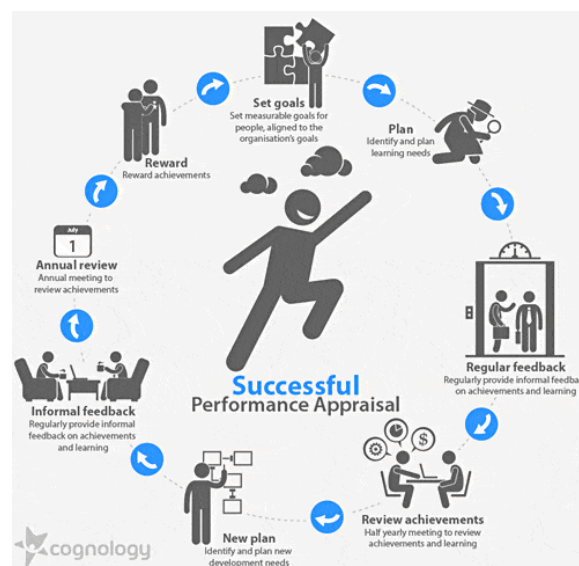 Set goals
Set measurable goals for
people, aligned to the
organisation's goals
Plan
Identify and plan
learning needs
Regular feedback
Regularly provide informal feedba
on achievements and learning
$
Review achievements
Half yearly meeting to review
achievements and learning
New plan
Identify and plan new
development needs
Informal feedback
Regularly provide informal
feedback on achievements
and learning
July
1
Annual review
Annual meeting to
review achievements
Reward
Reward achievements
Successful
Performance Appraisal
cognology